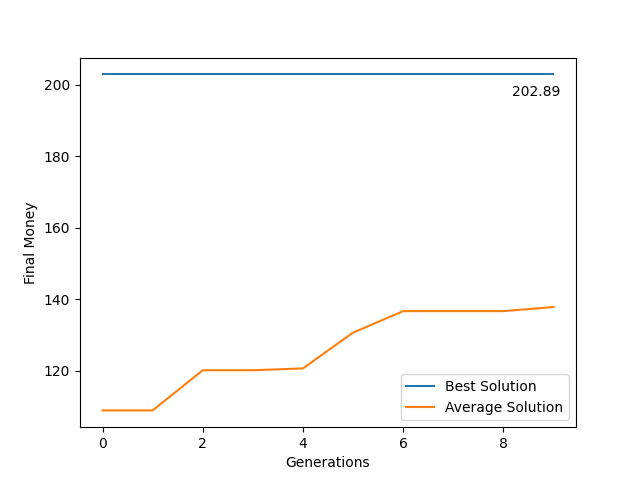 200
180
160
140
120
Final Money
202.89
Best Solution
Average Solution
0 2 4 6 8
Generations